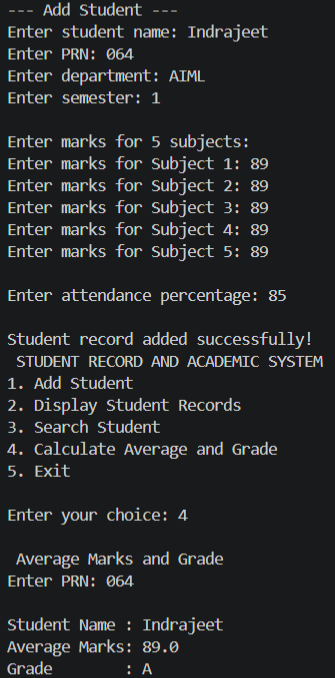 --- Add Student ---
Enter student name: Indrajeet
Enter PRN: 064
Enter department: AIML
Enter semester: 1
Enter marks for 5 subjects:
Enter marks for Subject 1: 89
Enter marks for Subject 2: 89
Enter marks for Subject 3: 89
Enter marks for Subject 4: 89
Enter marks for Subject 5: 89
Enter attendance percentage: 85
Student record added successfully!
STUDENT RECORD AND ACADEMIC SYSTEM
1. Add Student
2. Display Student Records
3. Search Student
4. Calculate Average and Grade
5. Exit
Enter your choice: 4
Average Marks and Grade
Enter PRN: 064
Student Name : Indrajeet
Average Marks: 89.0
Grade        : A